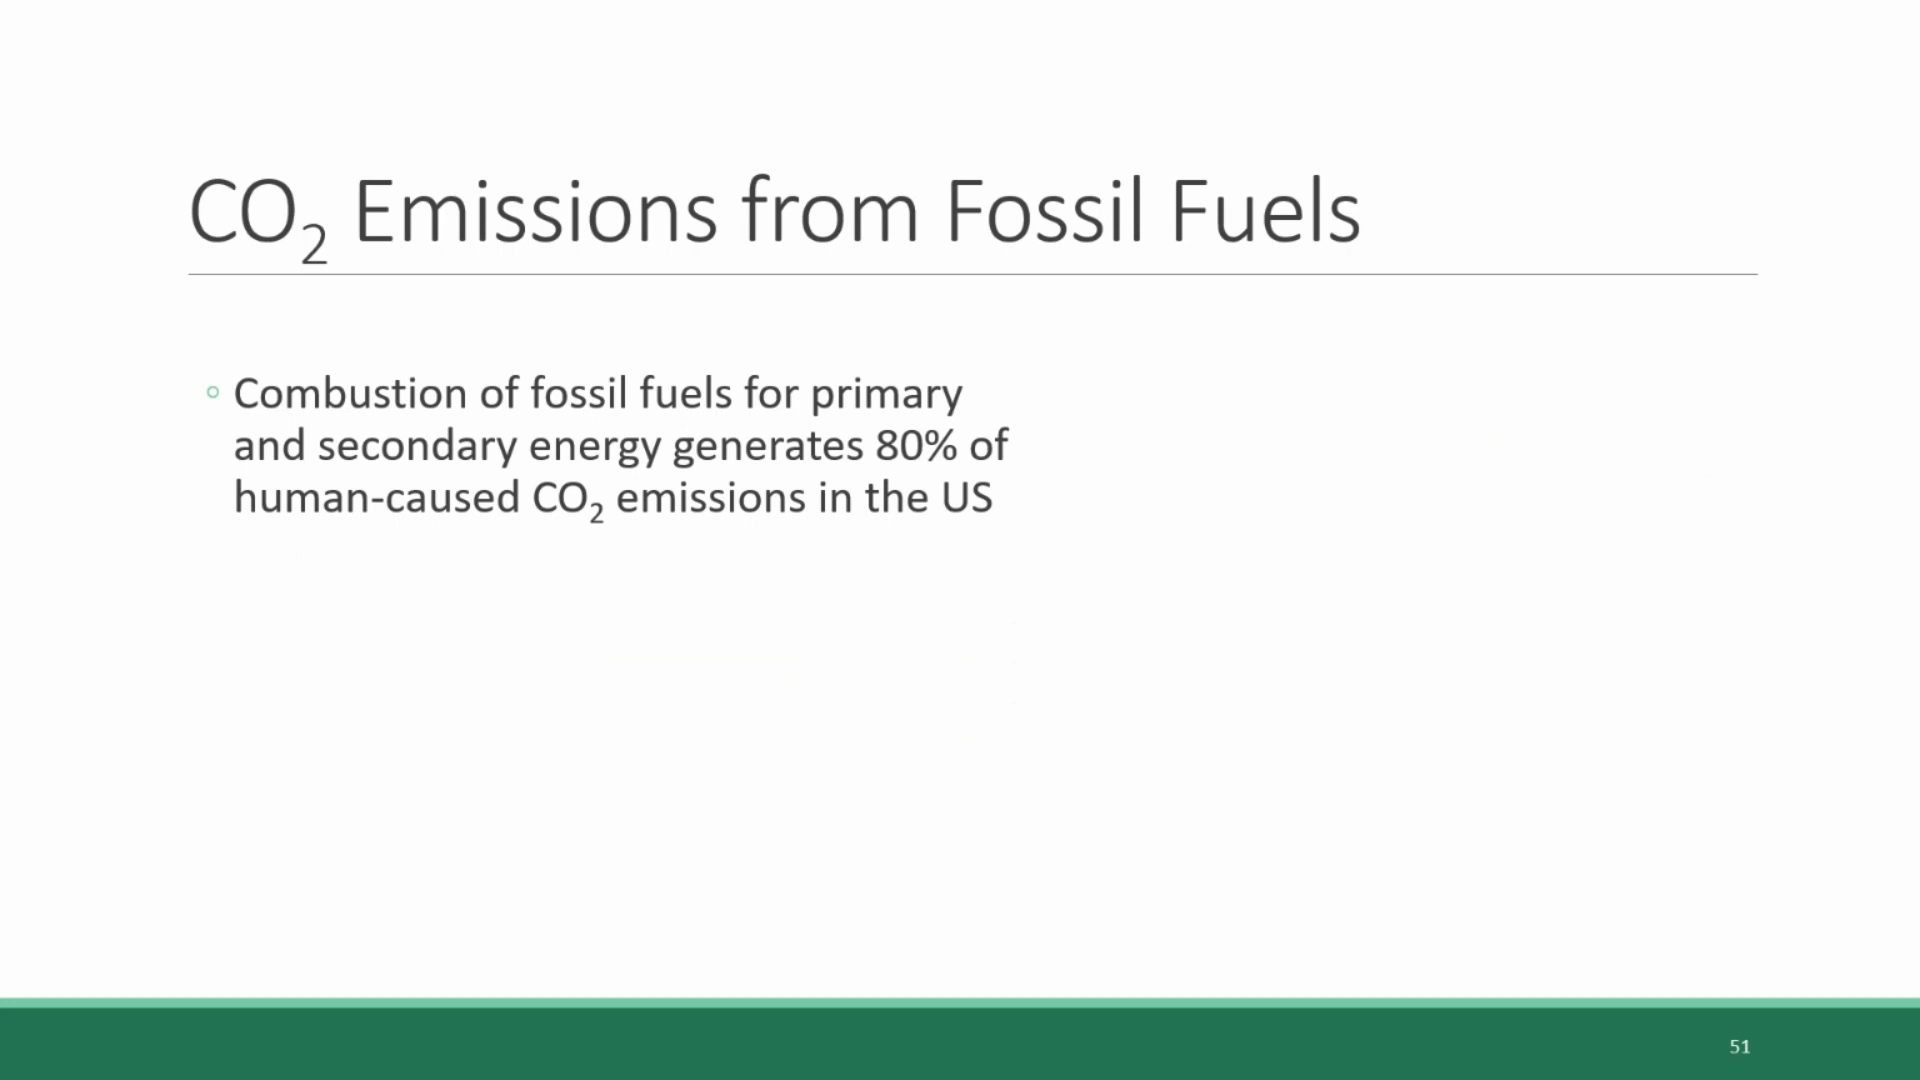 CO₂ Emissions from Fossil Fuels
◦ Combustion of fossil fuels for primary
and secondary energy generates 80% of
human-caused CO₂ emissions in the US
51